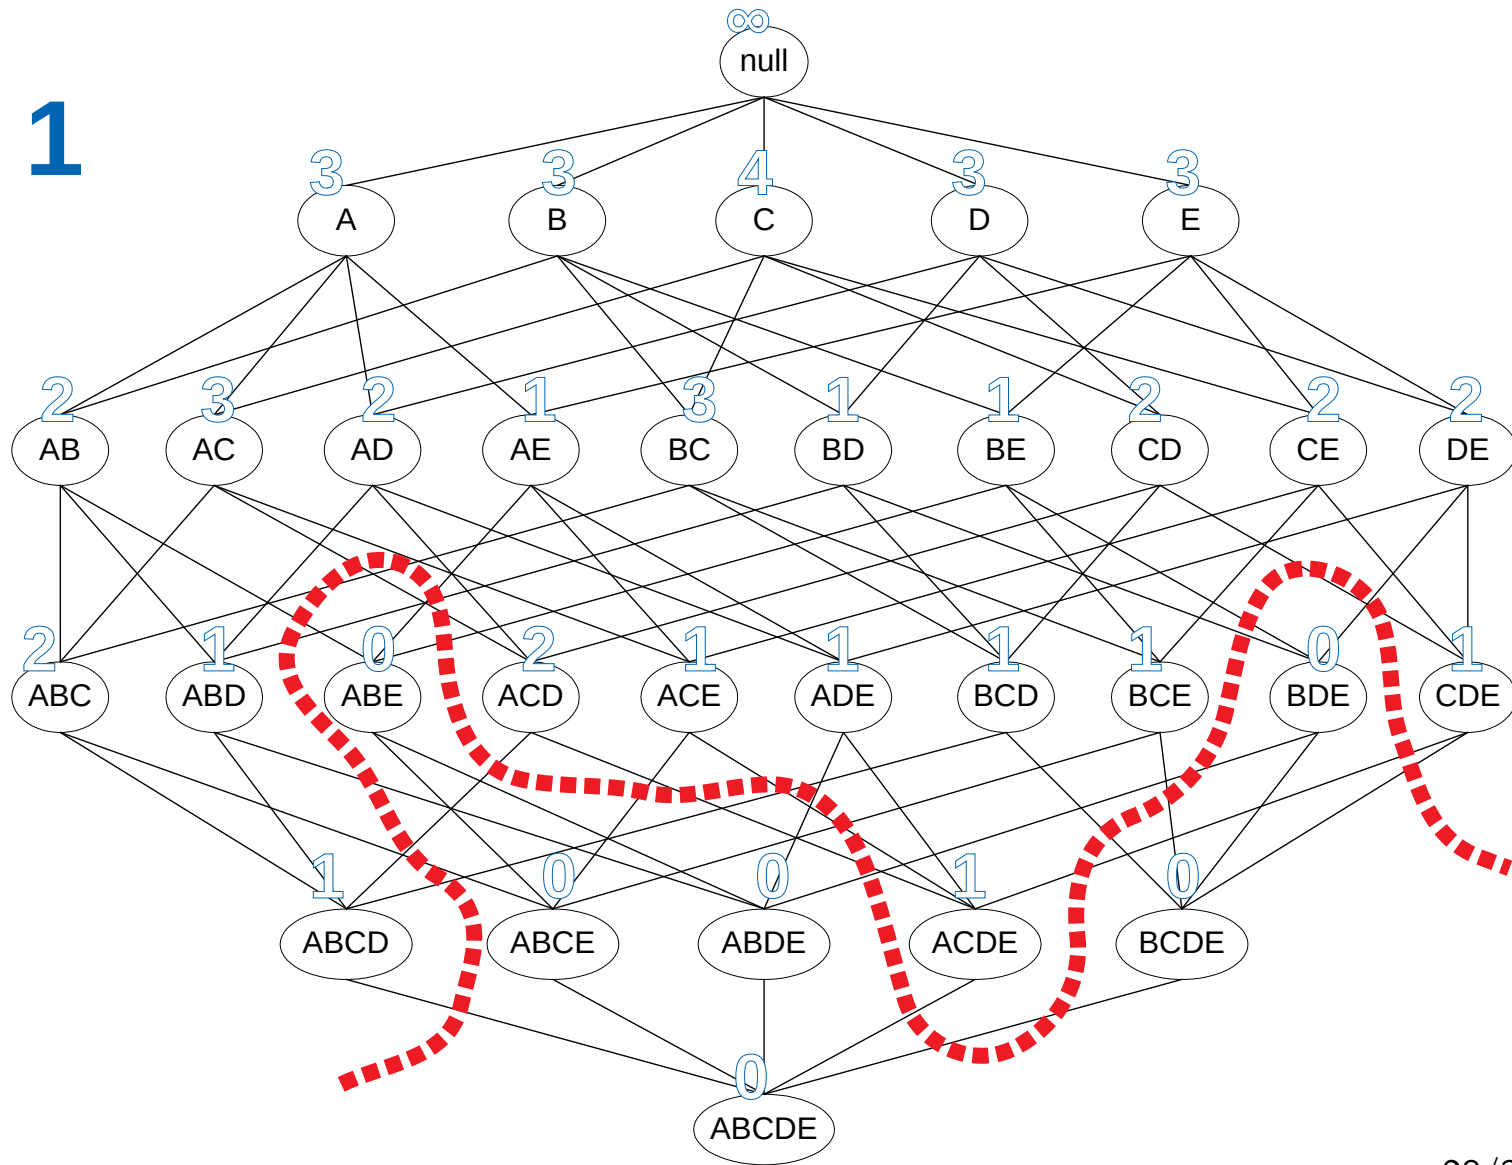 ∞
null
1
3 3 4 3 3
A B C D E
2 3 2 1 3 1 1 2 2 2
AB AC AD AE BC BD BE CD CE DE
2 1 0 2 1 1 1 1 0 1
ABC ABD ABE ACD ACE ADE BCD BCE BDE CDE
1 0 0 1 0
ABCD ABCE ABDE ACDE BCDE
0
ABCDE